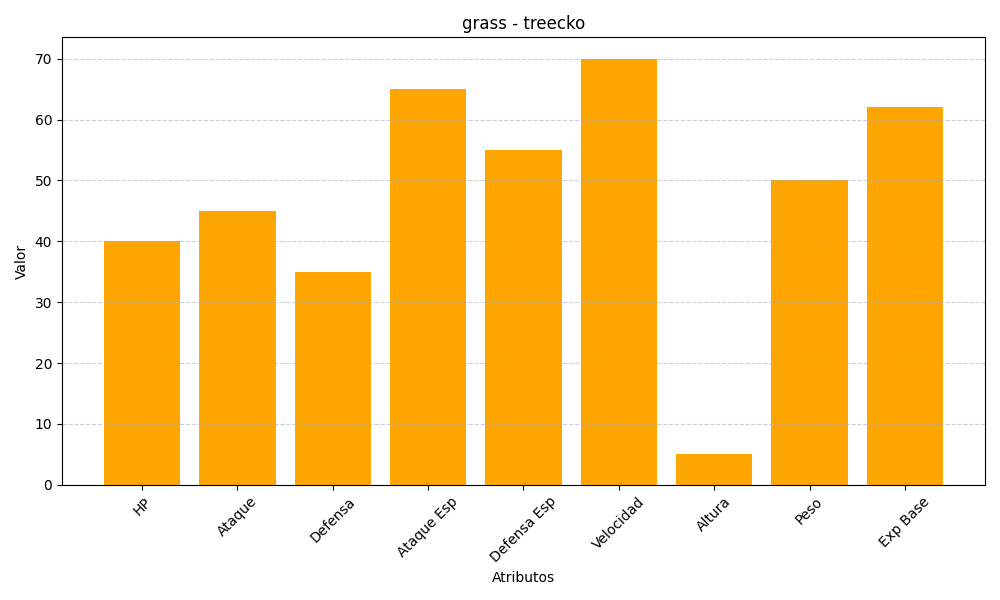 grass - treecko
Valor
70
60
50
40
30
20
10
0
HP
Ataque
Defensa
Ataque Esp
Defensa Esp
Velocidad
Altura
Peso
Exp Base
Atributos